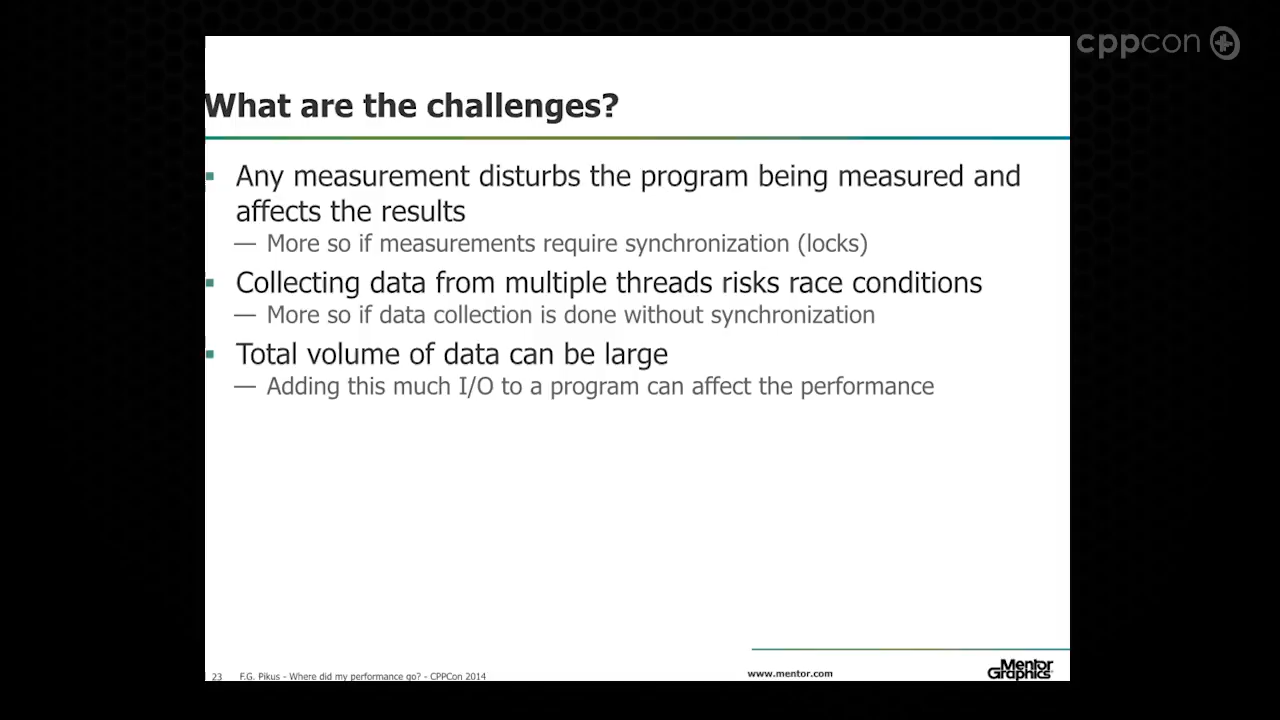 cppcon
What are the challenges?
▪ Any measurement disturbs the program being measured and
affects the results
— More so if measurements require synchronization (locks)
▪ Collecting data from multiple threads risks race conditions
— More so if data collection is done without synchronization
▪ Total volume of data can be large
— Adding this much I/O to a program can affect the performance
23 F.G. Pikus - Where did my performance go? - CPPCon 2014
www.mentor.com
Mentor
Graphics